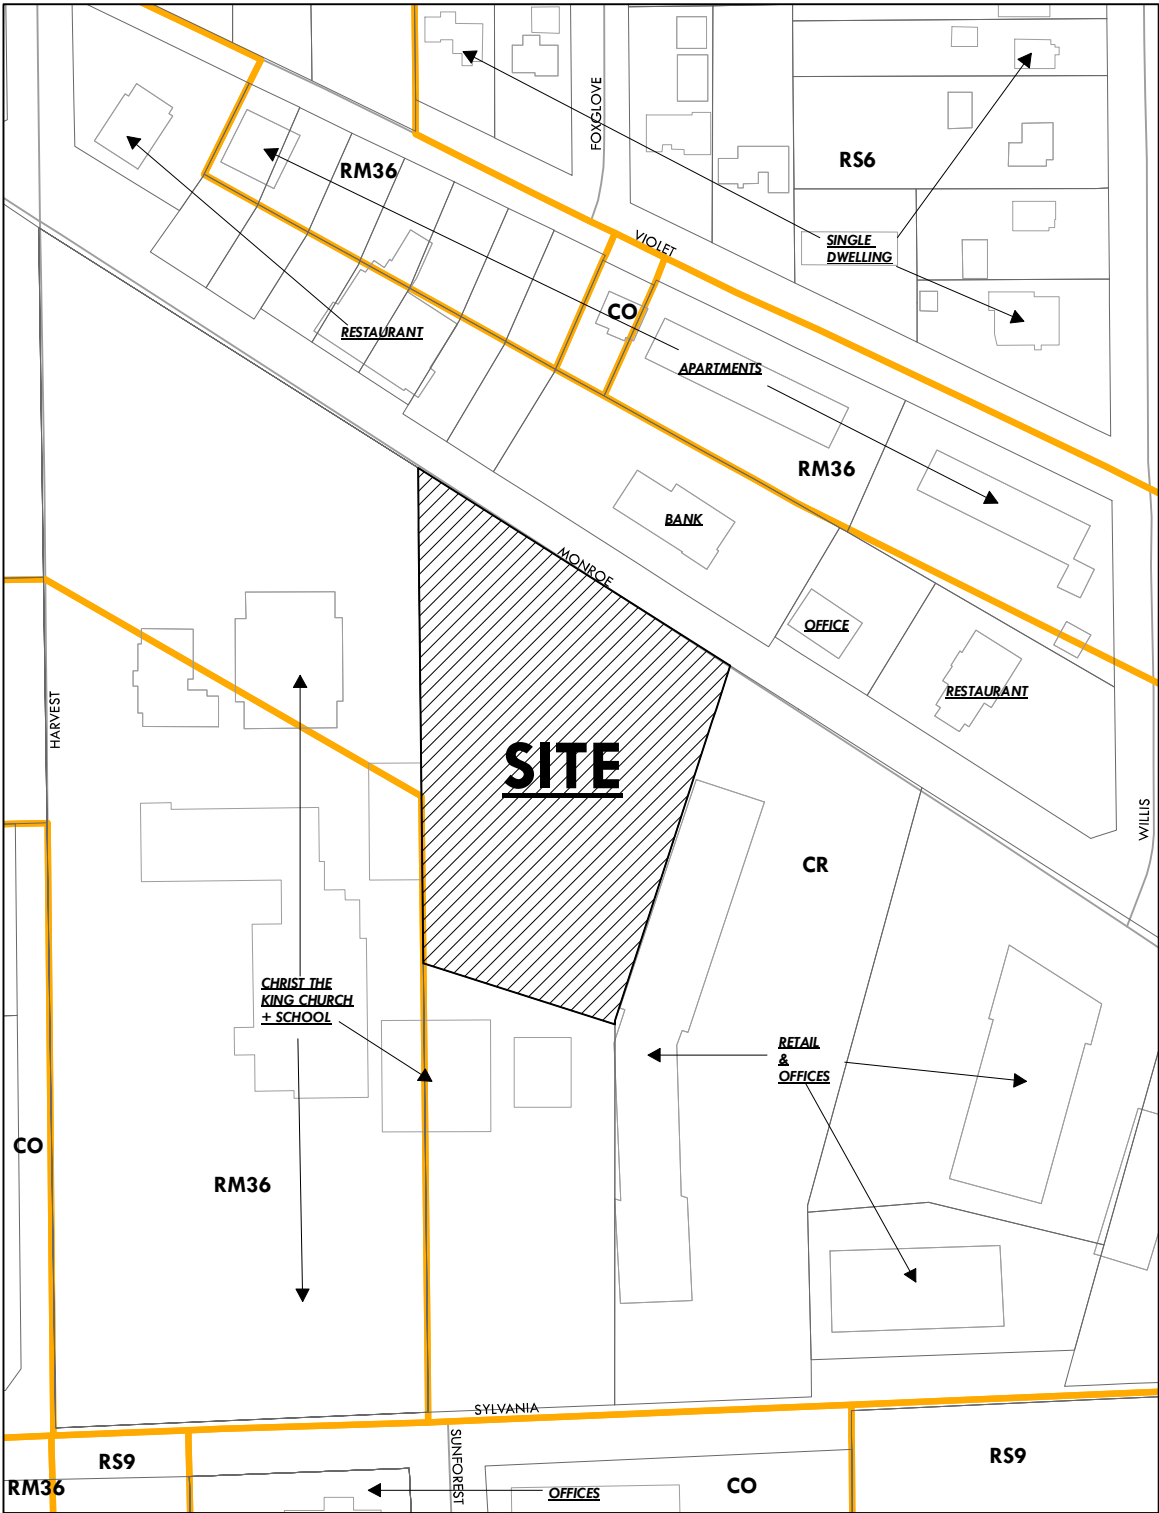 FOXGLOVE
RM36
RS6
VIOLET
SINGLE
DWELLING
CO
RESTAURANT
APARTMENTS
RM36
BANK
MONROE
OFFICE
RESTAURANT
HARVEST
SITE
WILLIS
CR
CHRIST THE
KING CHURCH
+ SCHOOL
RETAIL
&
OFFICES
CO
RM36
SYLVANIA
SUNFOREST
RS9
RS9
RM36
CO
OFFICES